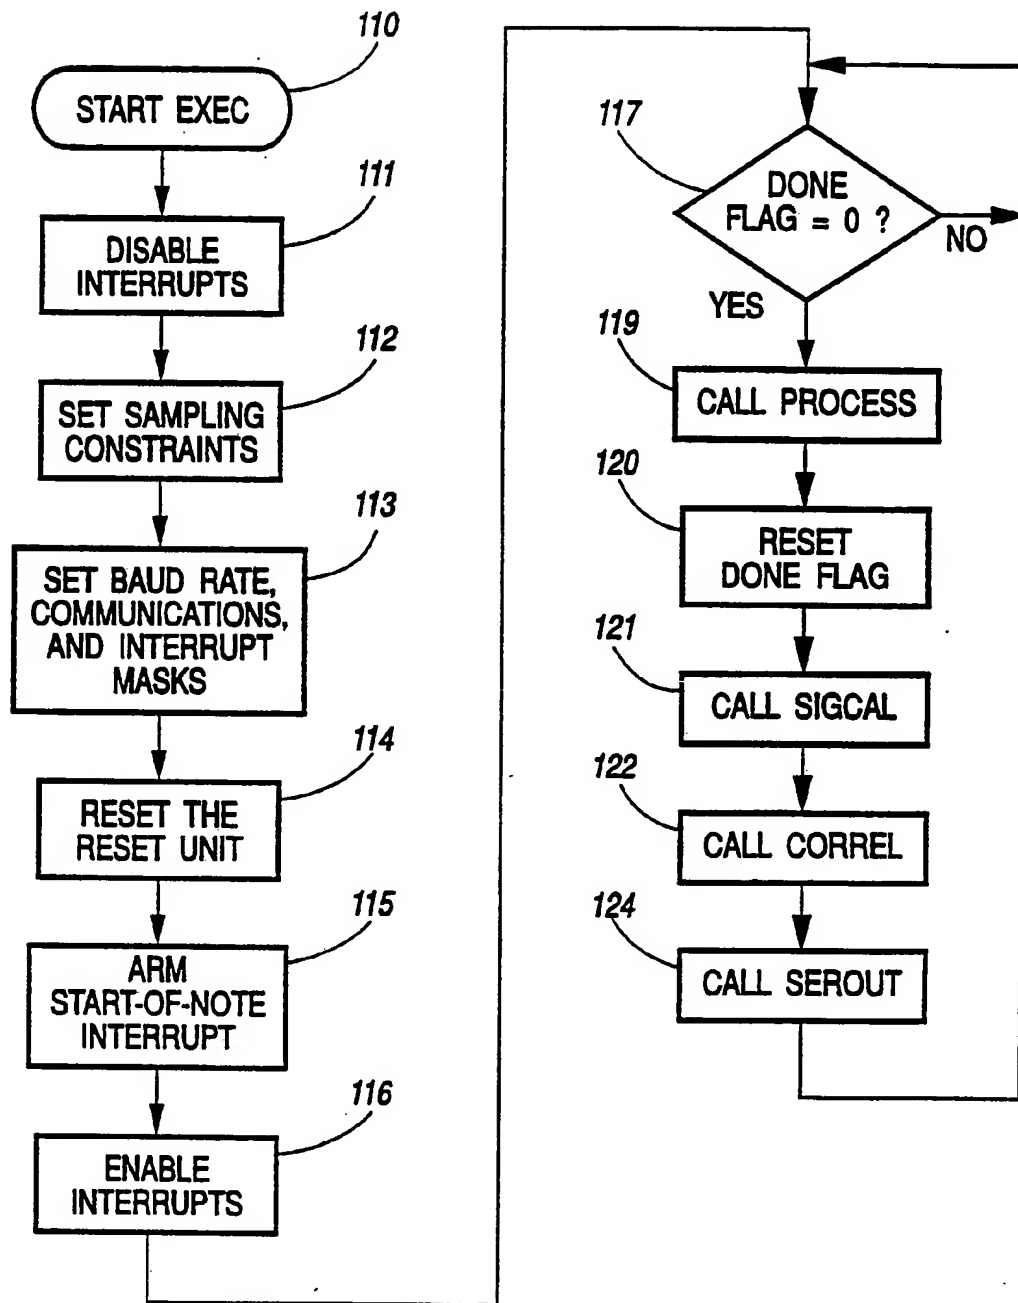 110
START EXEC
111
DISABLE
INTERRUPTS
112
SET SAMPLING
CONSTRAINTS
113
SET BAUD RATE,
COMMUNICATIONS,
AND INTERRUPT
MASKS
114
RESET THE
RESET UNIT
115
ARM
START-OF-NOTE
INTERRUPT
116
ENABLE
INTERRUPTS
117
DONE
FLAG = 0 ?
NO
YES
119
CALL PROCESS
120
RESET
DONE FLAG
121
CALL SIGCAL
122
CALL CORREL
124
CALL SEROUT